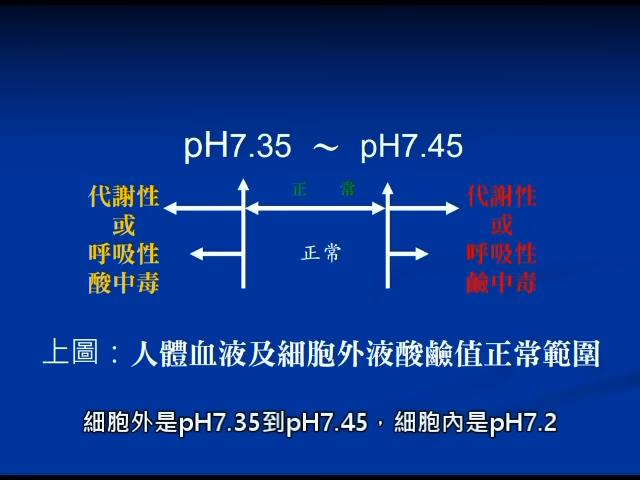 pH7.35 ～ pH7.45
正 常
代謝性
或
呼吸性
酸中毒
正常
代謝性
或
呼吸性
鹼中毒
上圖：人體血液及細胞外液酸鹼值正常範圍
細胞外是pH7.35到pH7.45，細胞內是pH7.2